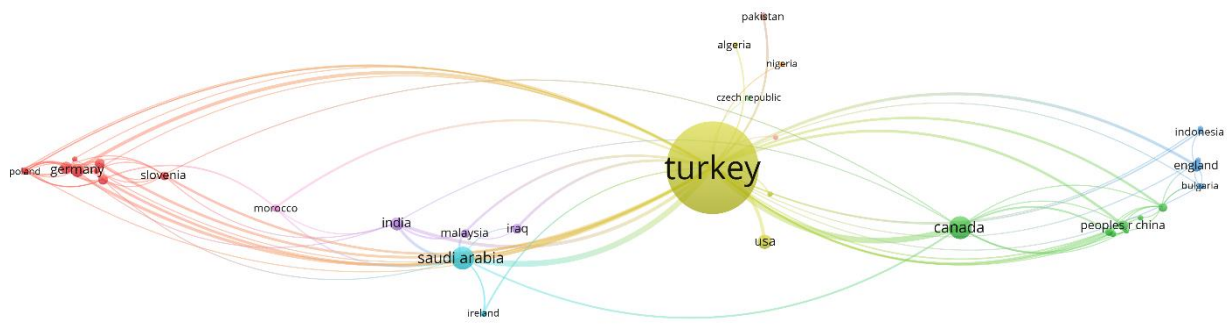 pakistan
algeria
nigeria
czech republic
turkey
indonesia
england
bulgaria
poland
germany
slovenia
morocco
india
malaysia
iraq
usa
canada
peoples r china
saudi arabia
ireland